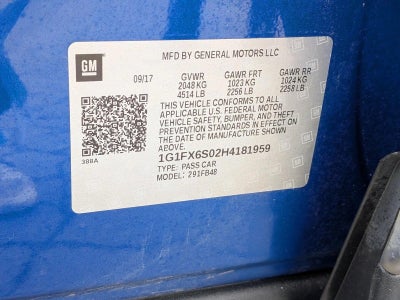 GM
MFD BY GENERAL MOTORS LLC
09/17 GVWR GAWR FRT GAWR RR
2048 KG 1023 KG 1024 KG
4514 LB 2256 LB 2258 LB
THIS VEHICLE CONFORMS TO ALL
APPLICABLE U.S. FEDERAL MOTOR
VEHICLE SAFETY, BUMPER, AND THEFT
PREVENTION STANDARDS IN EFFECT ON
THE DATE OF MANUFACTURE SHOWN
ABOVE.
388A
1G1FX6S02H4181959
TYPE: PASS CAR
MODEL: 291FB48